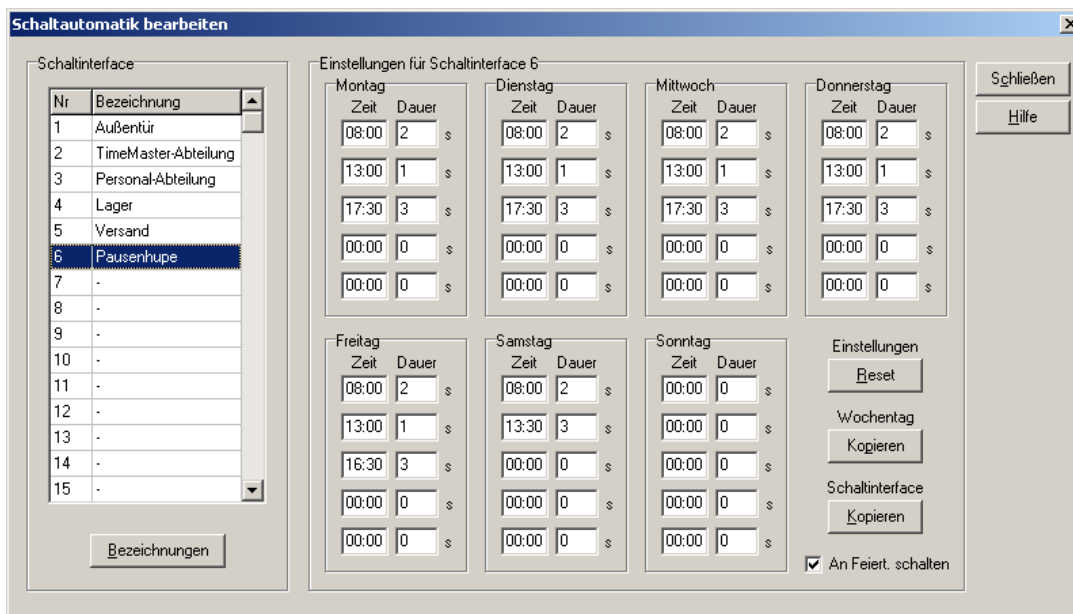 Schaltautomatik bearbeiten
Schaltinterface
Nr Bezeichnung
1 Außentür
2 TimeMaster-Abteilung
3 Personal-Abteilung
4 Lager
5 Versand
6 Pausenhupe
7 -
8 -
9 -
10 -
11 -
12 -
13 -
14 -
15 -
Bezeichnungen
Einstellungen für Schaltinterface 6
Montag
Zeit Dauer
08:00 2 s
13:00 1 s
17:30 3 s
00:00 0 s
00:00 0 s
Dienstag
Zeit Dauer
08:00 2 s
13:00 1 s
17:30 3 s
00:00 0 s
00:00 0 s
Mittwoch
Zeit Dauer
08:00 2 s
13:00 1 s
17:30 3 s
00:00 0 s
00:00 0 s
Donnerstag
Zeit Dauer
08:00 2 s
13:00 1 s
17:30 3 s
00:00 0 s
00:00 0 s
Freitag
Zeit Dauer
08:00 2 s
13:00 1 s
16:30 3 s
00:00 0 s
00:00 0 s
Samstag
Zeit Dauer
08:00 2 s
13:30 3 s
00:00 0 s
00:00 0 s
00:00 0 s
Sonntag
Zeit Dauer
00:00 0 s
00:00 0 s
00:00 0 s
00:00 0 s
00:00 0 s
Einstellungen
Reset
Wochentag
Kopieren
Schaltinterface
Kopieren
An Feiert. schalten
Schließen
Hilfe